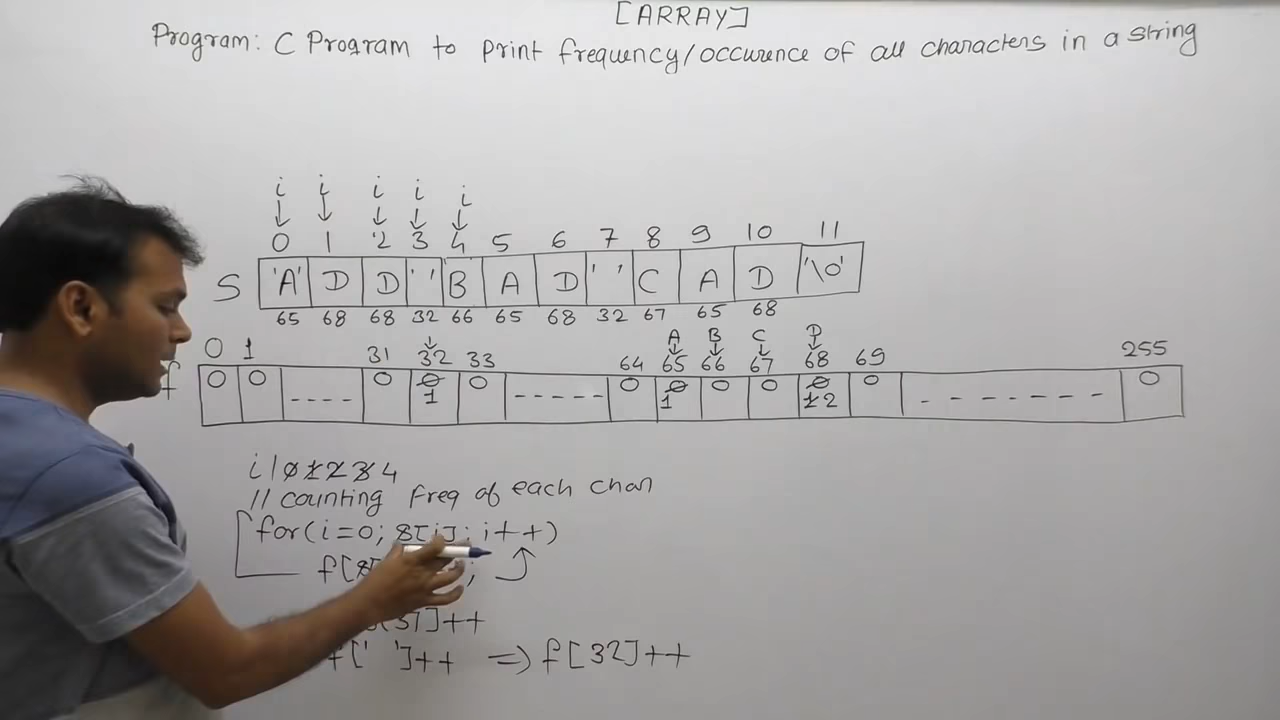 [ARRAY]
Program: C Program to print frequency/occurence of all characters in a string
i i i i i
0 1 2 3 4 5 6 7 8 9 10 11
S 'A' D D ' ' B A D ' ' C A D '\0'
65 68 68 32 66 65 68 32 67 65 68
A B C D
0 1 31 32 33 64 65 66 67 68 69 255
f 0 0 ---- 0 0 0 ----- 0 0 0 0 0 0 ------- 0
1 1 1 2
i | 0 1 2 3 4
// counting freq of each char
for(i=0; s[i]; i++)
f[s ;
3]++
f[' ']++ => f[32]++